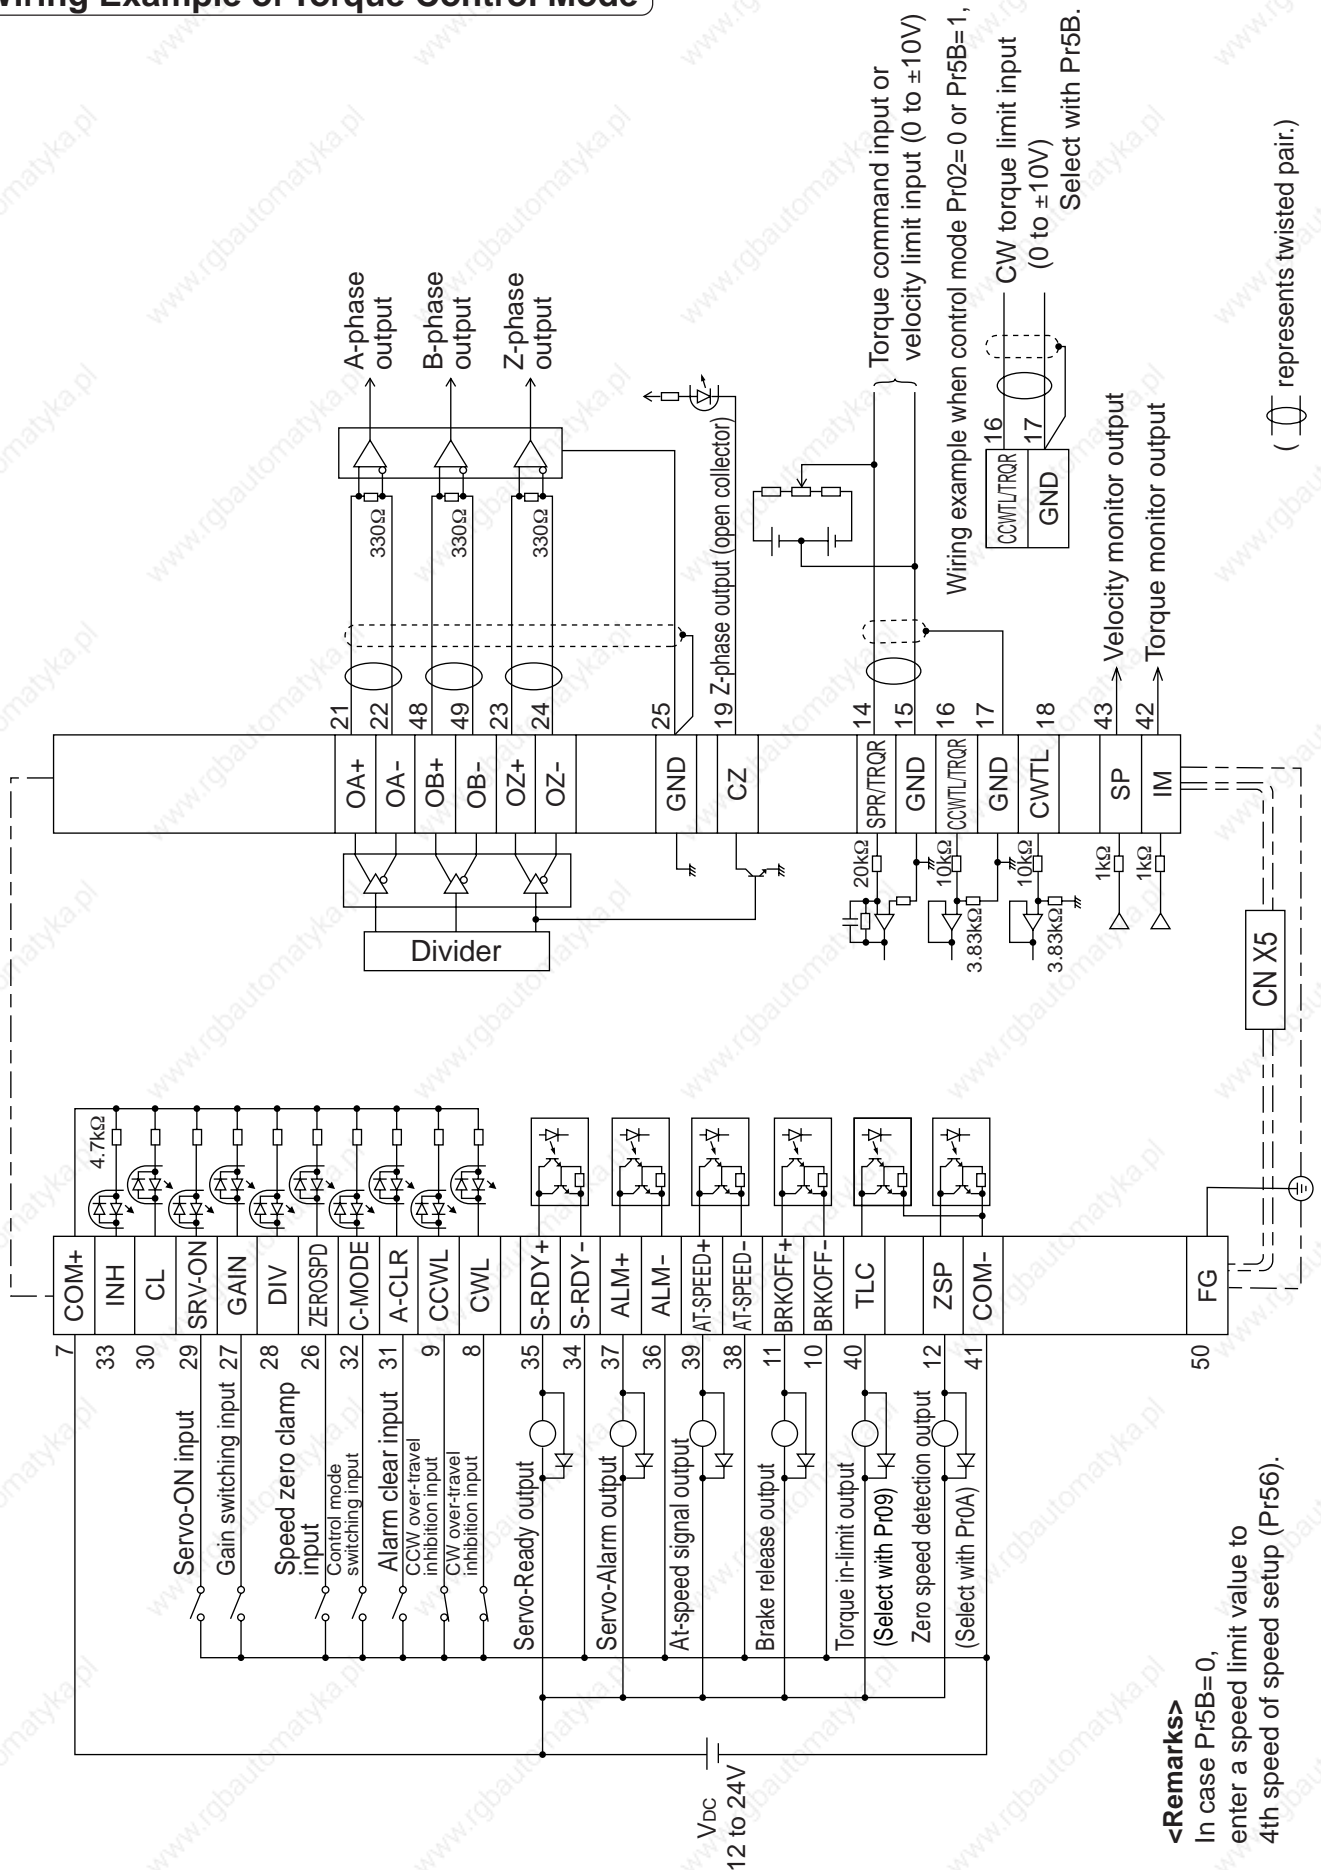 Wiring Example of Torque Control Mode
7 COM+
33 INH
4.7kΩ
30 CL
Servo-ON input 29 SRV-ON
Gain switching input 27 GAIN
28 DIV
Speed zero clamp
input
26 ZEROSPD
Control mode
switching input
32 C-MODE
Alarm clear input 31 A-CLR
CCW over-travel
inhibition input
9 CCWL
CW over-travel
inhibition input
8 CWL
Servo-Ready output 35 S-RDY+
34 S-RDY-
Servo-Alarm output 37 ALM+
36 ALM-
At-speed signal output 39 AT-SPEED+
38 AT-SPEED-
Brake release output 11 BRKOFF+
10 BRKOFF-
Torque in-limit output 40 TLC
(Select with Pr09)
Zero speed detection output 12 ZSP
(Select with Pr0A)
41 COM-
50 FG
VDC
12 to 24V
CN X5
Divider
OA+ 21
OA- 22
330Ω
A-phase
output
OB+ 48
OB- 49
330Ω
B-phase
output
OZ+ 23
OZ- 24
330Ω
Z-phase
output
GND 25
CZ 19 Z-phase output (open collector)
20kΩ SPR/TRQR 14
Torque command input or
velocity limit input (0 to ±10V)
GND 15
10kΩ CCWTL/TRQR 16
3.83kΩ
GND 17
10kΩ CWTL 18
3.83kΩ
1kΩ SP 43 Velocity monitor output
1kΩ IM 42 Torque monitor output
Wiring example when control mode Pr02=0 or Pr5B=1,
CCWTL/TRQR 16
GND 17
CW torque limit input
(0 to ±10V)
Select with Pr5B.
( represents twisted pair.)
<Remarks>
In case Pr5B=0,
enter a speed limit value to
4th speed of speed setup (Pr56).
www.rgbautomatyka.pl